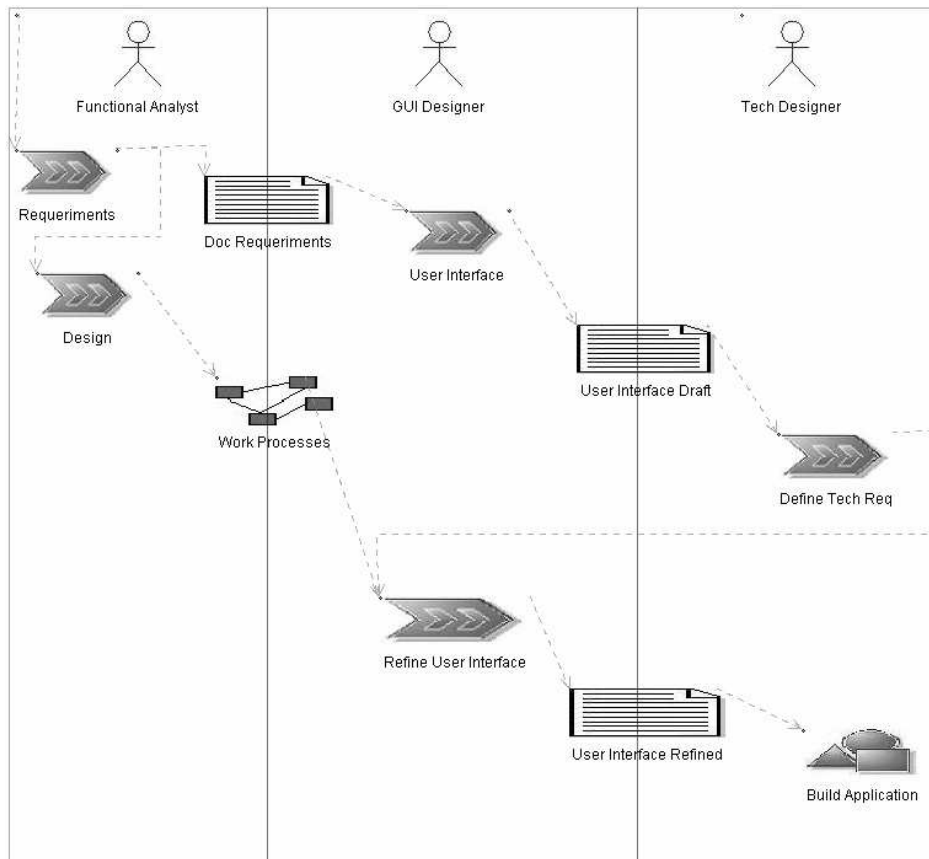 Functional Analyst
GUI Designer
Tech Designer
Requeriments
Doc Requeriments
User Interface
Design
User Interface Draft
Work Processes
Define Tech Req
Refine User Interface
User Interface Refined
Build Application